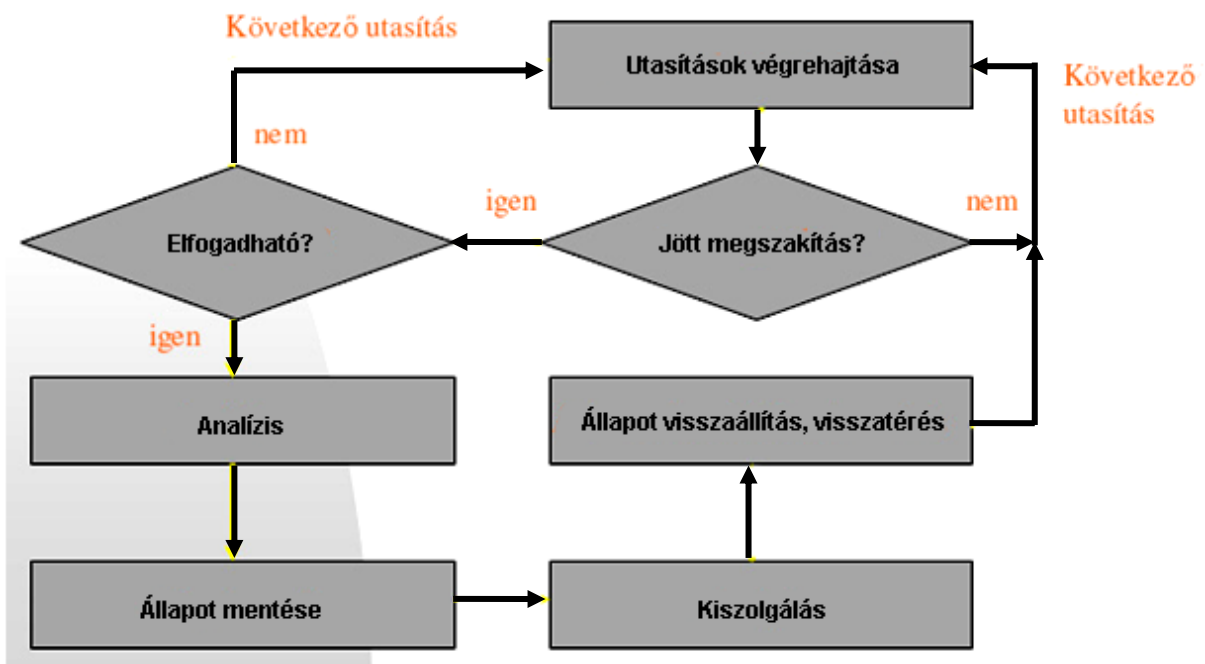 Következő utasítás
Utasítások végrehajtása
Következő
utasítás
nem
igen
nem
Elfogadható?
Jött megszakítás?
igen
Analízis
Állapot visszaállítás, visszatérés
Állapot mentése
Kiszolgálás